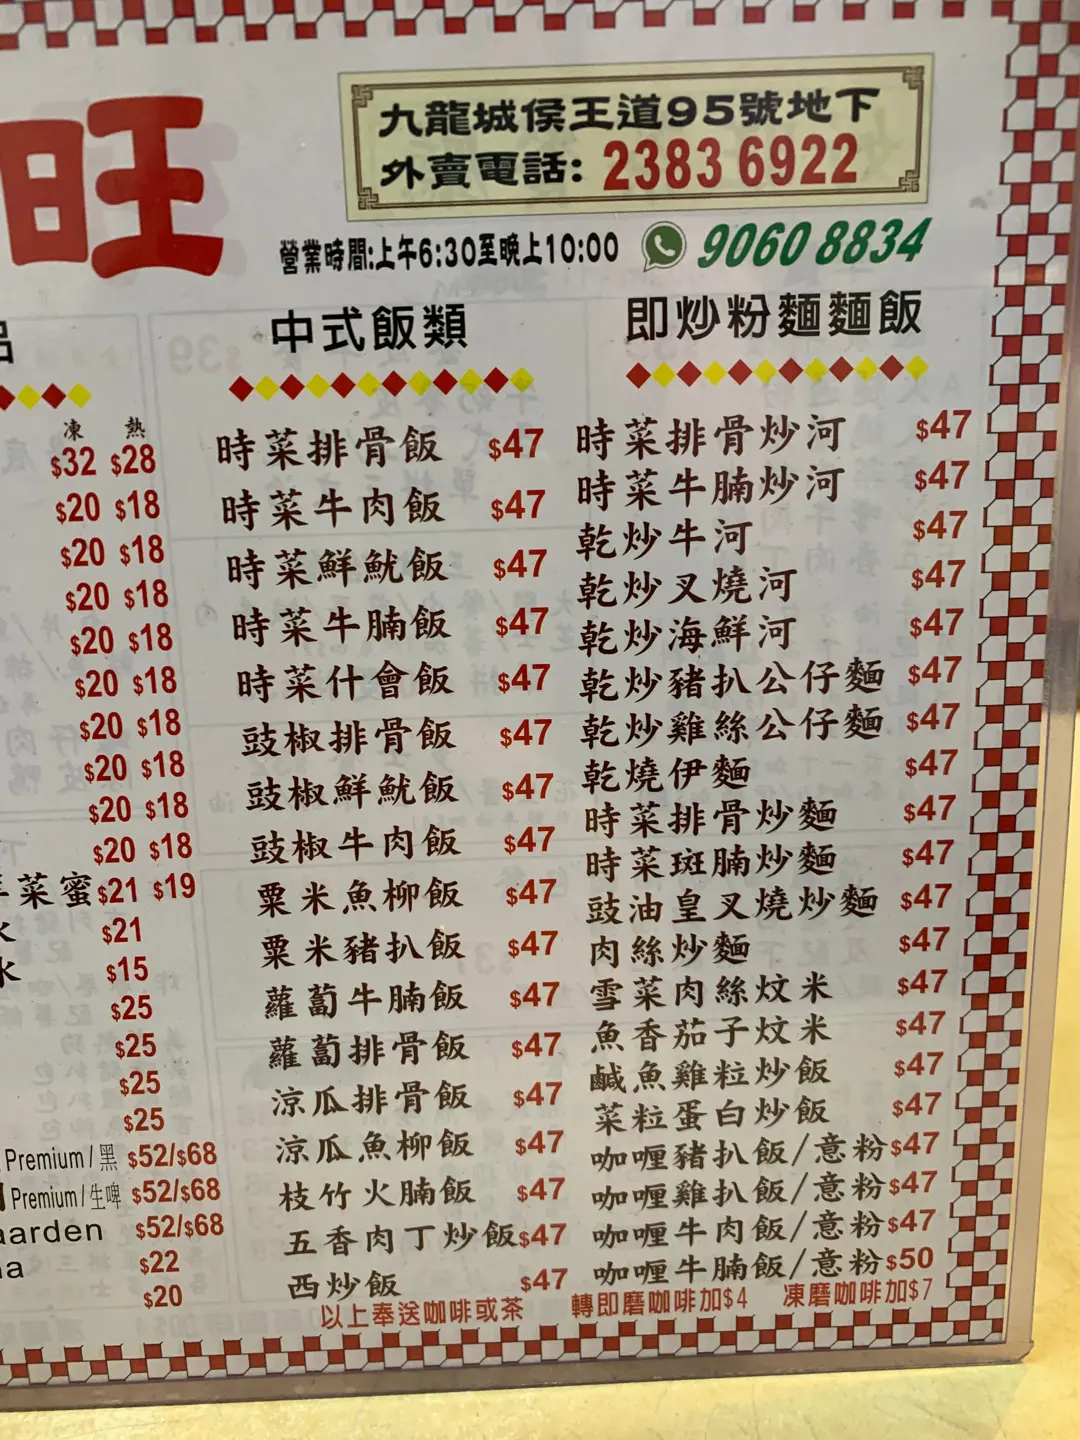 旺
九龍城侯王道95號地下
外賣電話: 2383 6922
營業時間:上午6:30至晚上10:00 9060 8834
凍 熱
$32 $28
$20 $18
$20 $18
$20 $18
$20 $18
$20 $18
$20 $18
$20 $18
$20 $18
$20 $18
菜蜜 $21 $19
$21
水 $15
$25
$25
$25
$25
Premium/黑 $52/$68
Premium/生啤 $52/$68
aarden $52/$68
a $22
$20
中式飯類
時菜排骨飯 $47
時菜牛肉飯 $47
時菜鮮魷飯 $47
時菜牛腩飯 $47
時菜什會飯 $47
豉椒排骨飯 $47
豉椒鮮魷飯 $47
豉椒牛肉飯 $47
粟米魚柳飯 $47
粟米豬扒飯 $47
蘿蔔牛腩飯 $47
蘿蔔排骨飯 $47
涼瓜排骨飯 $47
涼瓜魚柳飯 $47
枝竹火腩飯 $47
五香肉丁炒飯 $47
西炒飯 $47
即炒粉麵麵飯
時菜排骨炒河 $47
時菜牛腩炒河 $47
乾炒牛河 $47
乾炒叉燒河 $47
乾炒海鮮河 $47
乾炒豬扒公仔麵 $47
乾炒雞絲公仔麵 $47
乾燒伊麵 $47
時菜排骨炒麵 $47
時菜斑腩炒麵 $47
豉油皇叉燒炒麵 $47
肉絲炒麵 $47
雪菜肉絲炆米 $47
魚香茄子炆米 $47
鹹魚雞粒炒飯 $47
菜粒蛋白炒飯 $47
咖喱豬扒飯/意粉 $47
咖喱雞扒飯/意粉 $47
咖喱牛肉飯/意粉 $47
咖喱牛腩飯/意粉 $50
以上奉送咖啡或茶 轉即磨咖啡加$4 凍磨咖啡加$7